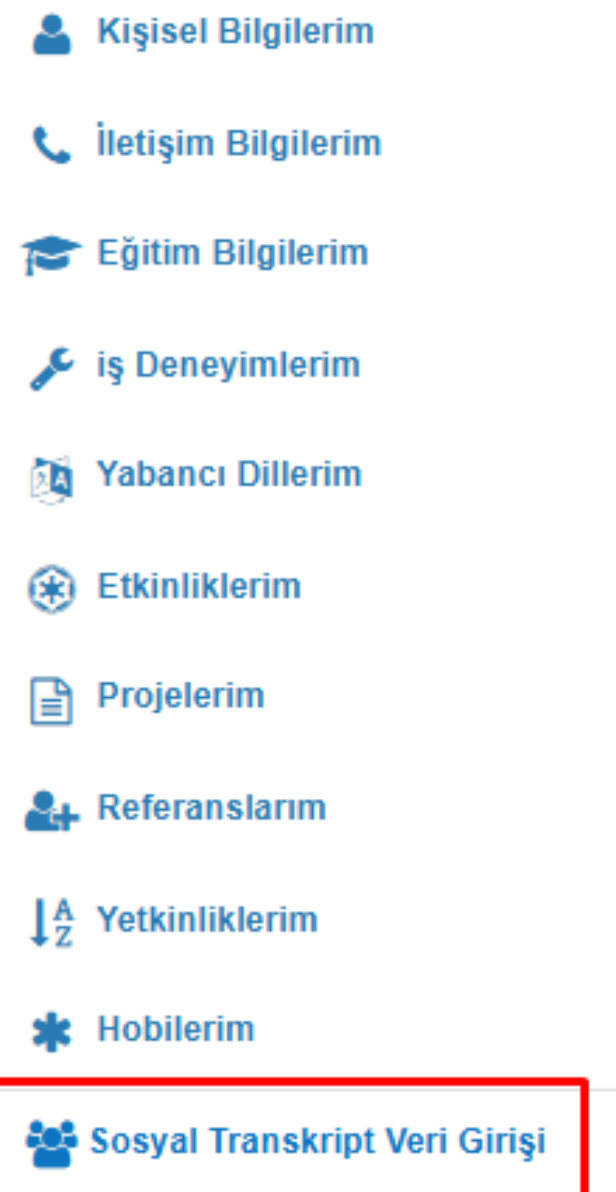 Kişisel Bilgilerim
İletişim Bilgilerim
Eğitim Bilgilerim
iş Deneyimlerim
Yabancı Dillerim
Etkinliklerim
Projelerim
Referanslarım
Yetkinliklerim
Hobilerim
Sosyal Transkript Veri Girişi